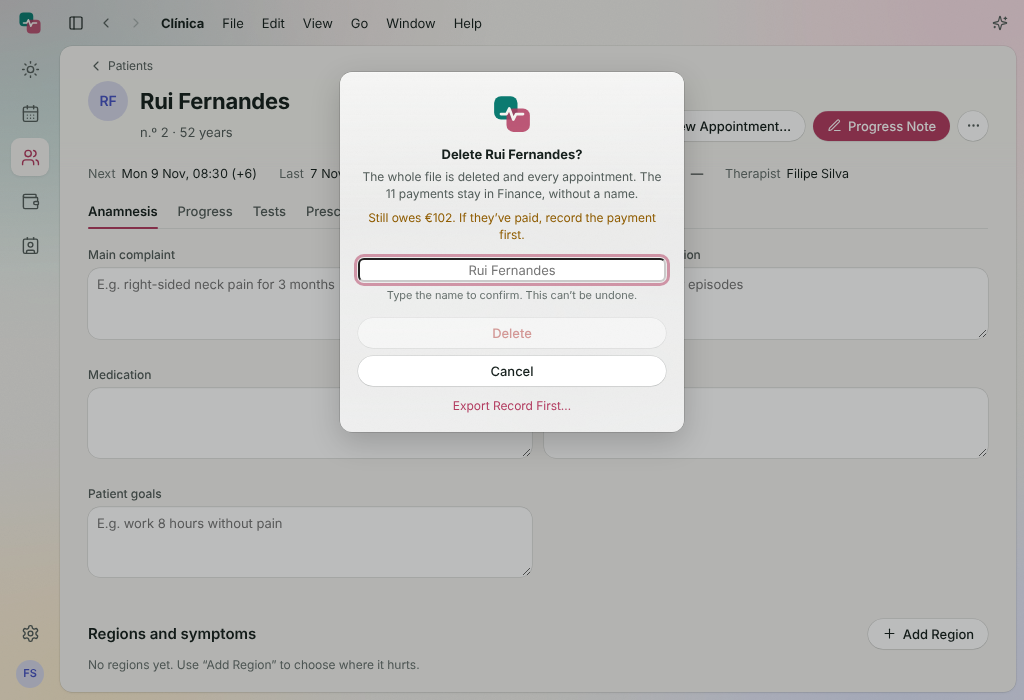 Clínica File Edit View Go Window Help
Patients
RF
Rui Fernandes
n.º 2 · 52 years
w Appointment...
Progress Note
Next Mon 9 Nov, 08:30 (+6) Last 7 Nov
— Therapist Filipe Silva
Anamnesis Progress Tests Presc
Main complaint
E.g. right-sided neck pain for 3 months
episodes
Medication
Patient goals
E.g. work 8 hours without pain
Regions and symptoms
Add Region
No regions yet. Use “Add Region” to choose where it hurts.
FS
Delete Rui Fernandes?
The whole file is deleted and every appointment. The
11 payments stay in Finance, without a name.
Still owes €102. If they’ve paid, record the payment
first.
Rui Fernandes
Type the name to confirm. This can’t be undone.
Delete
Cancel
Export Record First...